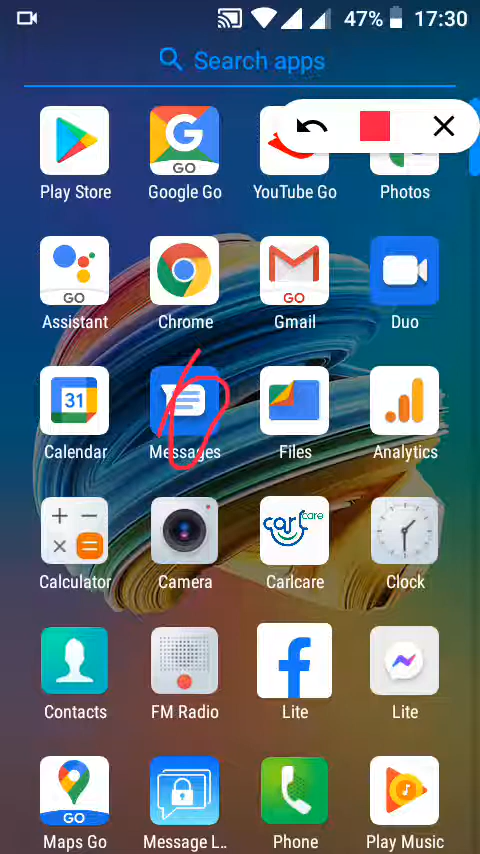 47% 17:30
Search apps
Play Store Google Go YouTube Go Photos
GO
Assistant Chrome Gmail Duo
GO GO
31
Calendar Messages Files Analytics
carlcare
Calculator Camera Carlcare Clock
Contacts FM Radio Lite Lite
GO
Maps Go Message L.. Phone Play Music